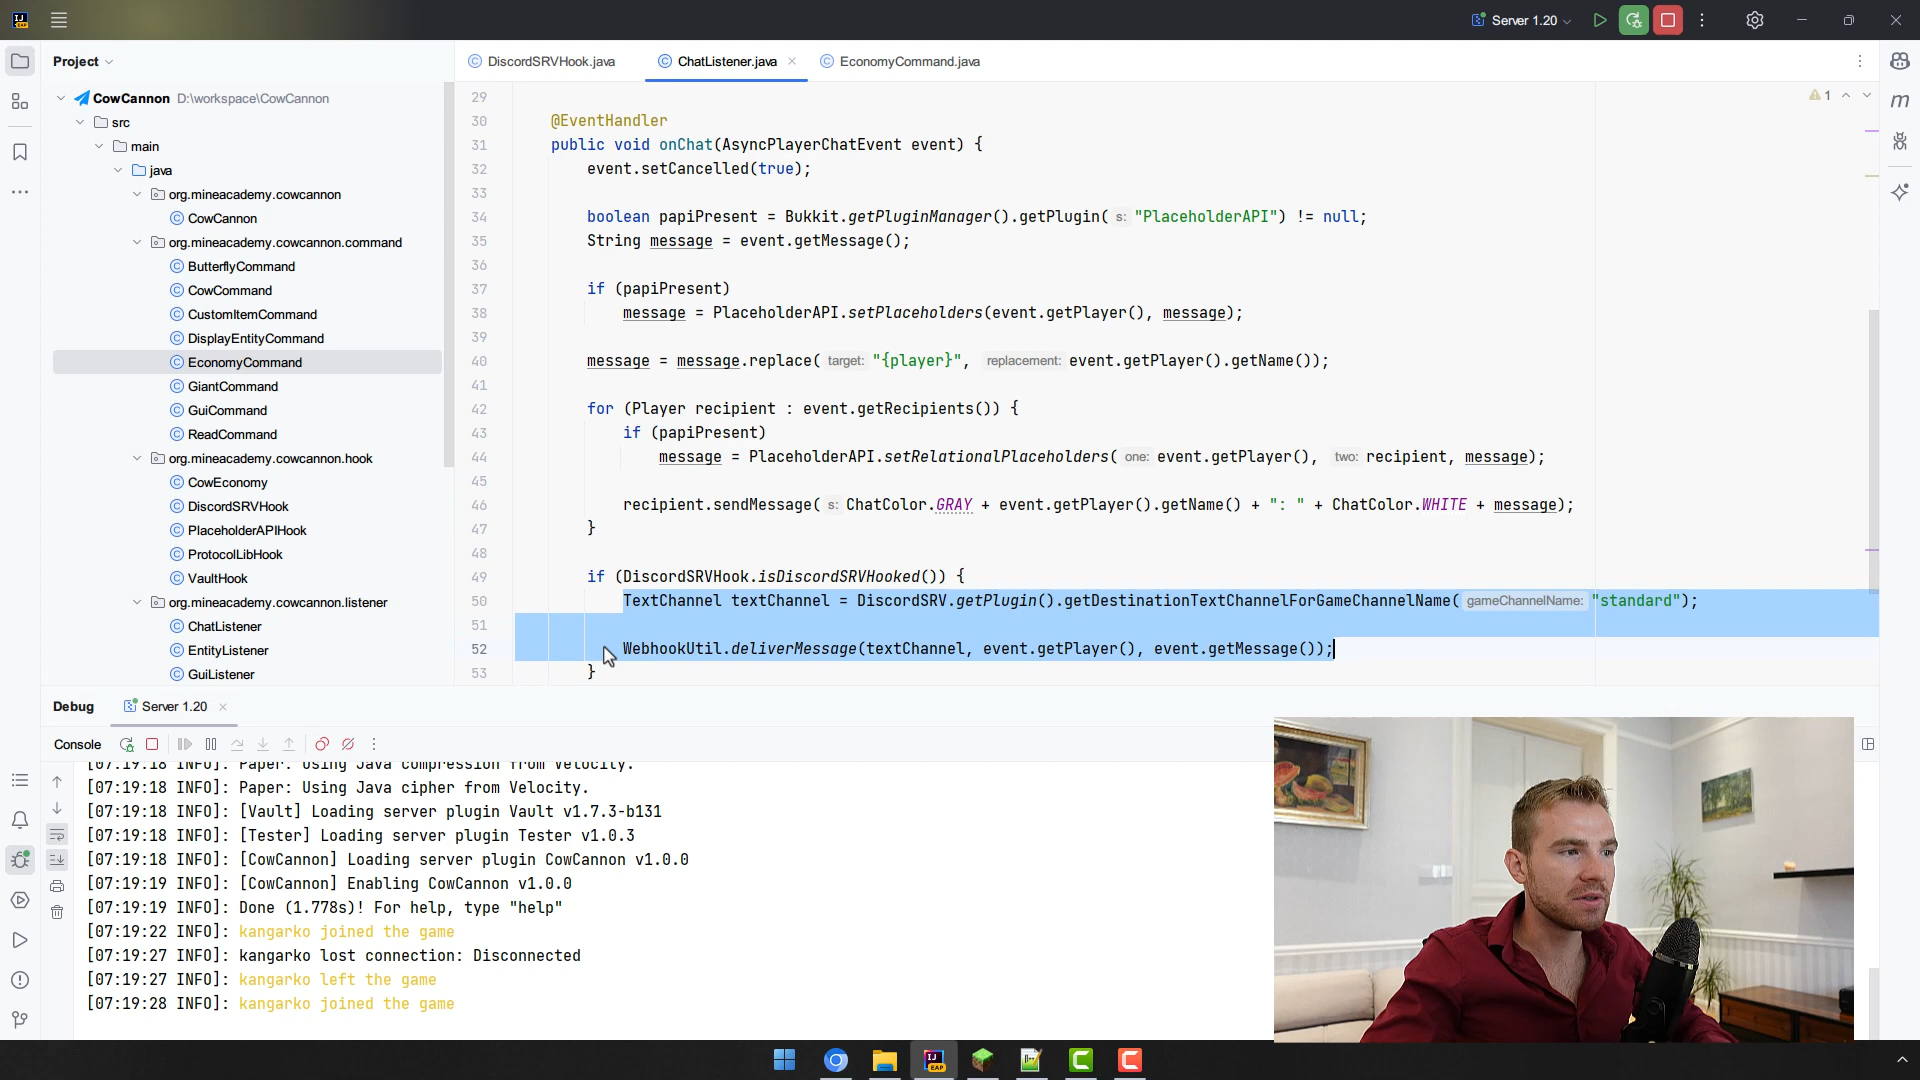 Server 1.20
Project
DiscordSRVHook.java
ChatListener.java
EconomyCommand.java
CowCannon D:\workspace\CowCannon
src
main
java
org.mineacademy.cowcannon
CowCannon
org.mineacademy.cowcannon.command
ButterflyCommand
CowCommand
CustomItemCommand
DisplayEntityCommand
EconomyCommand
GiantCommand
GuiCommand
ReadCommand
org.mineacademy.cowcannon.hook
CowEconomy
DiscordSRVHook
PlaceholderAPIHook
ProtocolLibHook
VaultHook
org.mineacademy.cowcannon.listener
ChatListener
EntityListener
GuiListener
1
29
30 @EventHandler
31 public void onChat(AsyncPlayerChatEvent event) {
32 event.setCancelled(true);
33
34 boolean papiPresent = Bukkit.getPluginManager().getPlugin( s: "PlaceholderAPI") != null;
35 String message = event.getMessage();
36
37 if (papiPresent)
38 message = PlaceholderAPI.setPlaceholders(event.getPlayer(), message);
39
40 message = message.replace( target: "{player}", replacement: event.getPlayer().getName());
41
42 for (Player recipient : event.getRecipients()) {
43 if (papiPresent)
44 message = PlaceholderAPI.setRelationalPlaceholders( one: event.getPlayer(), two: recipient, message);
45
46 recipient.sendMessage( s: ChatColor.GRAY + event.getPlayer().getName() + ": " + ChatColor.WHITE + message);
47 }
48
49 if (DiscordSRVHook.isDiscordSRVHooked()) {
50 TextChannel textChannel = DiscordSRV.getPlugin().getDestinationTextChannelForGameChannelName( gameChannelName: "standard");
51
52 WebhookUtil.deliverMessage(textChannel, event.getPlayer(), event.getMessage());
53 }
Debug Server 1.20
Console
[07:19:18 INFO]: Paper: Using Java compression from Velocity.
[07:19:18 INFO]: Paper: Using Java cipher from Velocity.
[07:19:18 INFO]: [Vault] Loading server plugin Vault v1.7.3-b131
[07:19:18 INFO]: [Tester] Loading server plugin Tester v1.0.3
[07:19:18 INFO]: [CowCannon] Loading server plugin CowCannon v1.0.0
[07:19:19 INFO]: [CowCannon] Enabling CowCannon v1.0.0
[07:19:19 INFO]: Done (1.778s)! For help, type "help"
[07:19:22 INFO]: kangarko joined the game
[07:19:27 INFO]: kangarko lost connection: Disconnected
[07:19:27 INFO]: kangarko left the game
[07:19:28 INFO]: kangarko joined the game